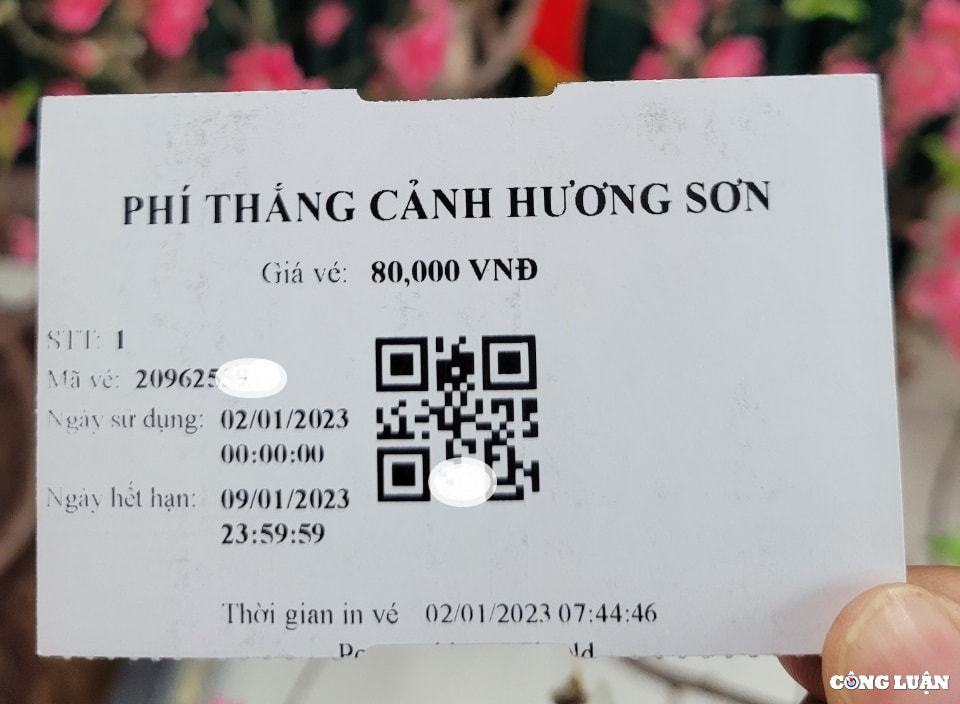 PHÍ THẮNG CẢNH HƯƠNG SƠN
Giá vé: 80,000 VNĐ
STT: 1
Mã vé: 209625
Ngày sử dụng: 02/01/2023
00:00:00
Ngày hết hạn: 09/01/2023
23:59:59
Thời gian in vé 02/01/2023 07:44:46
CÔNG LUẬN